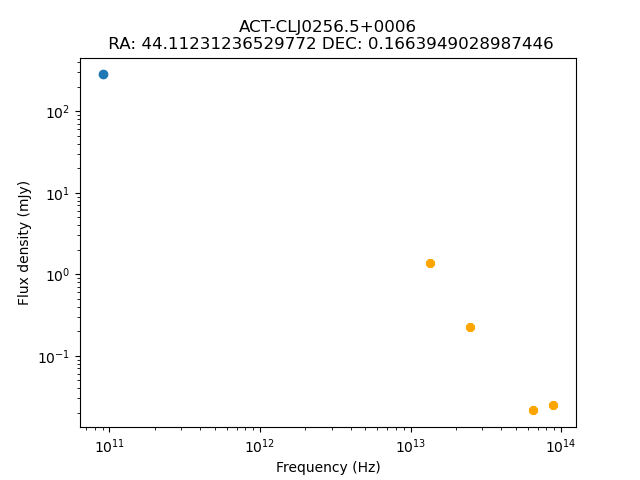 ACT-CLJ0256.5+0006
RA: 44.11231236529772 DEC: 0.1663949028987446
Flux density (mJy)
10²
10¹
10⁰
10⁻¹
10¹¹
10¹²
10¹³
10¹⁴
Frequency (Hz)